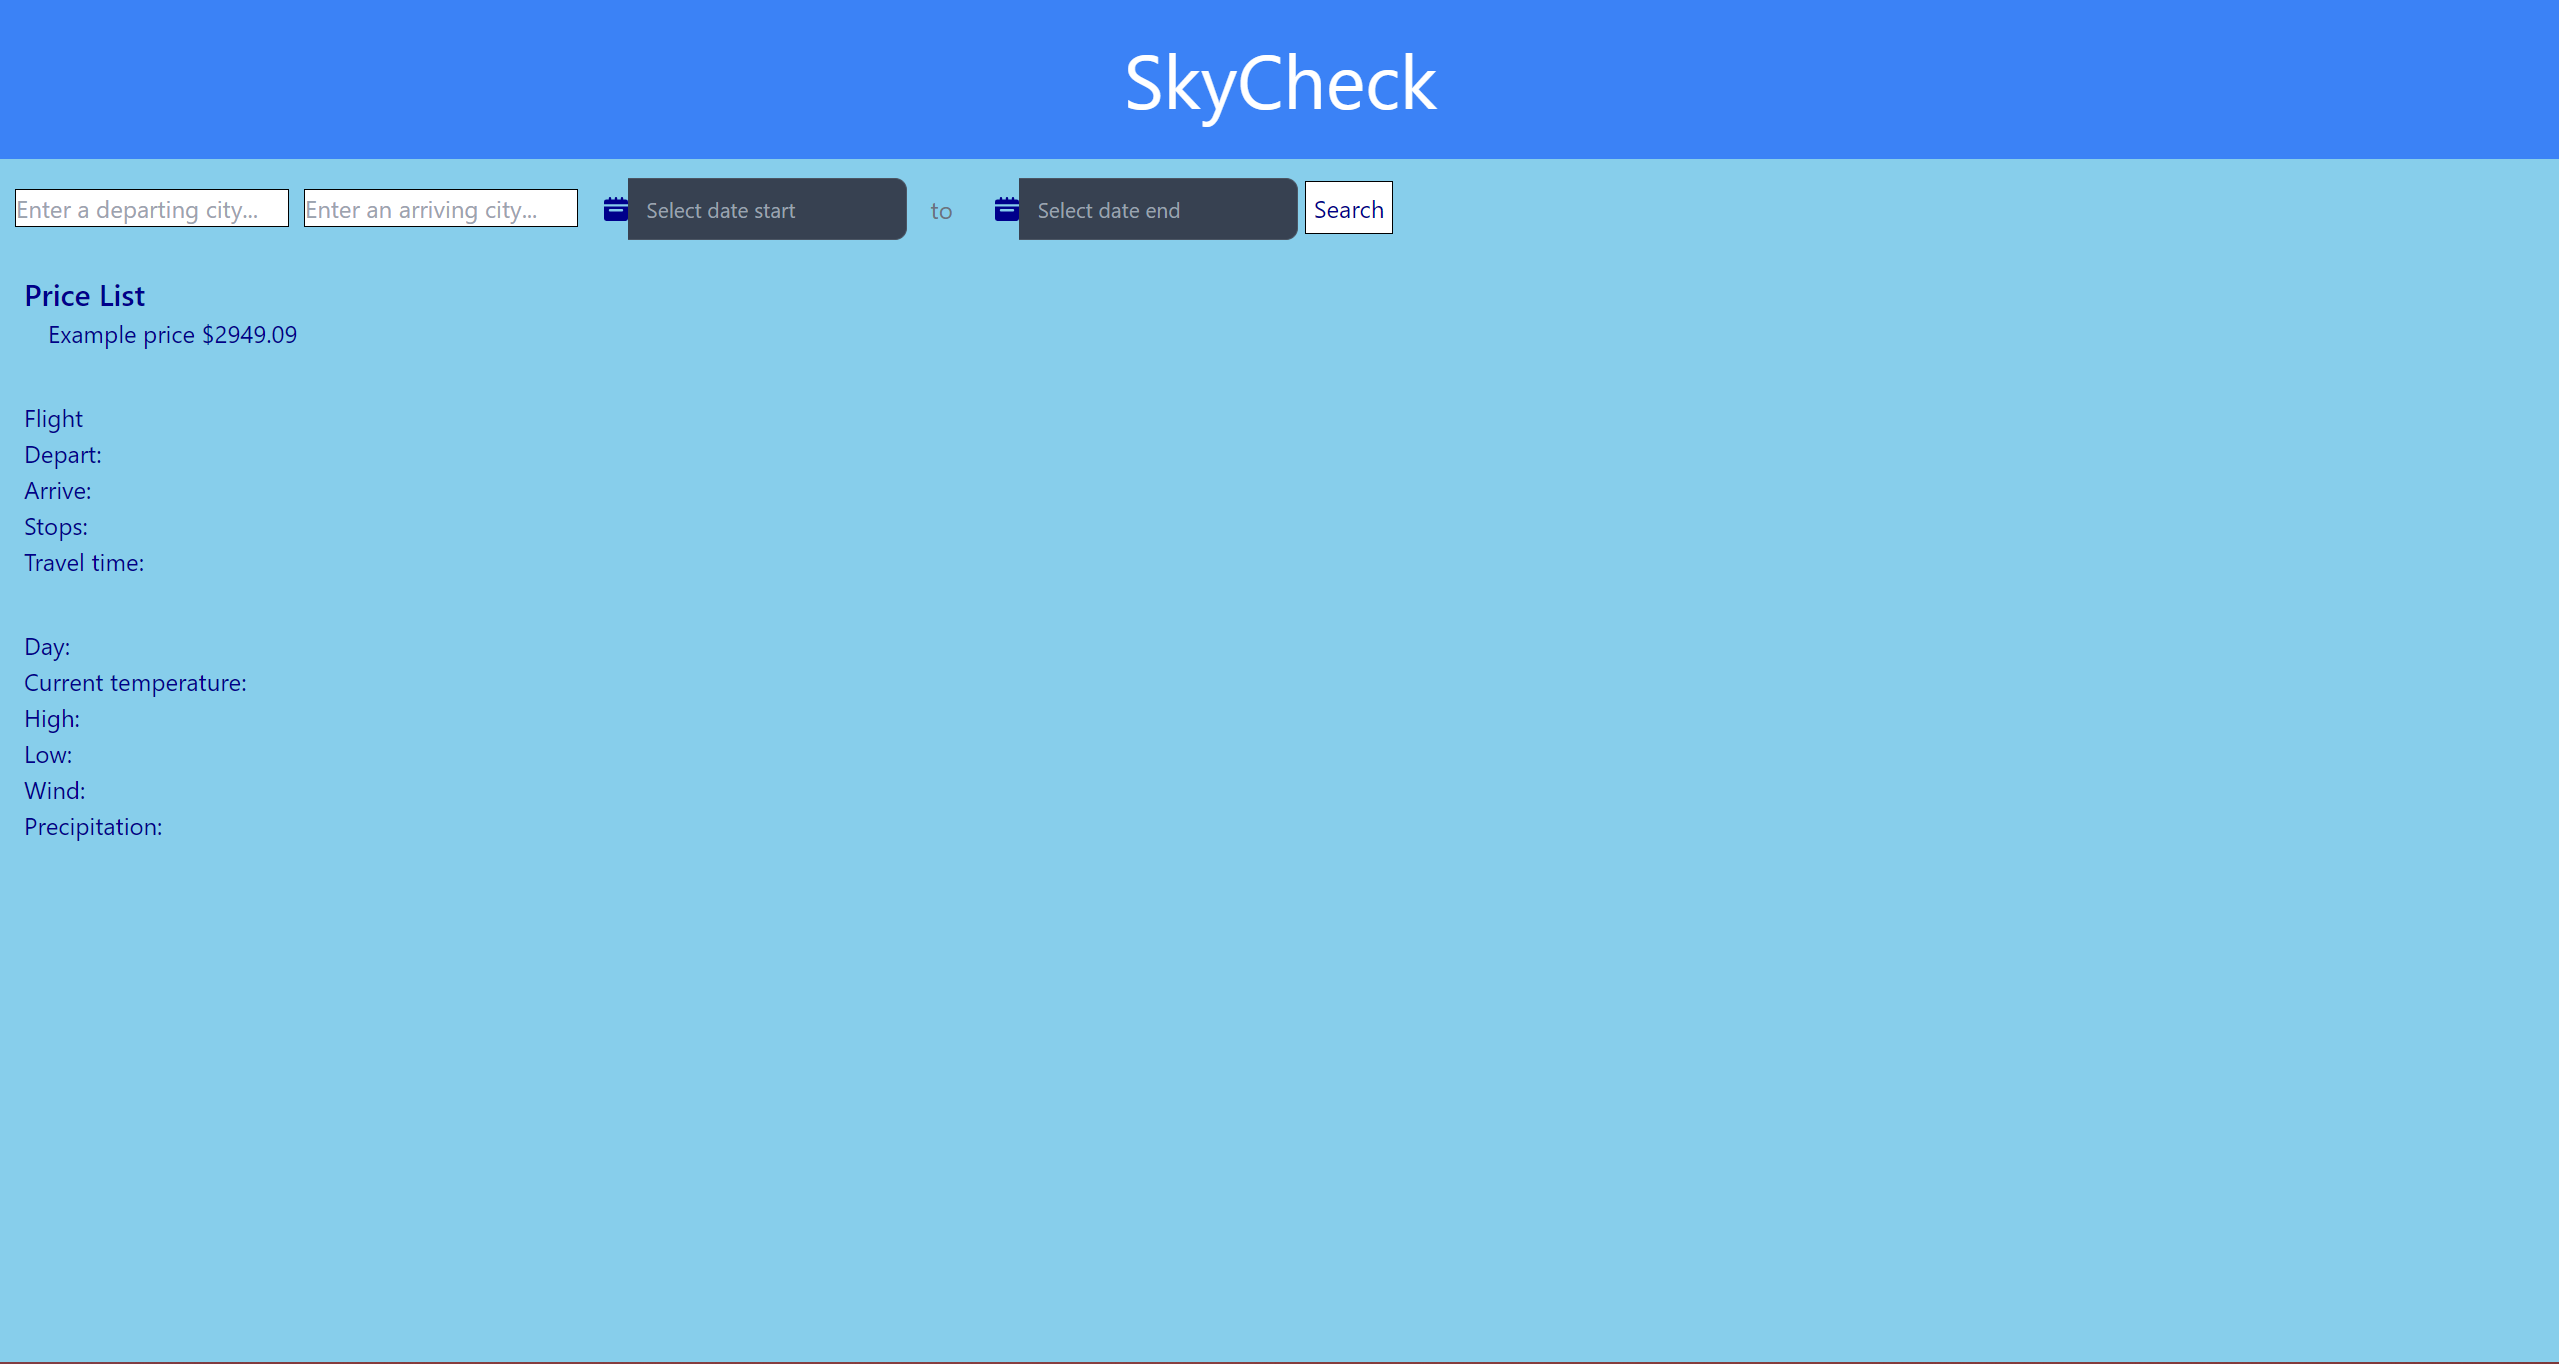 SkyCheck
Enter a departing city... Enter an arriving city... Select date start to Select date end Search
Price List
Example price $2949.09
Flight
Depart:
Arrive:
Stops:
Travel time:
Day:
Current temperature:
High:
Low:
Wind:
Precipitation: